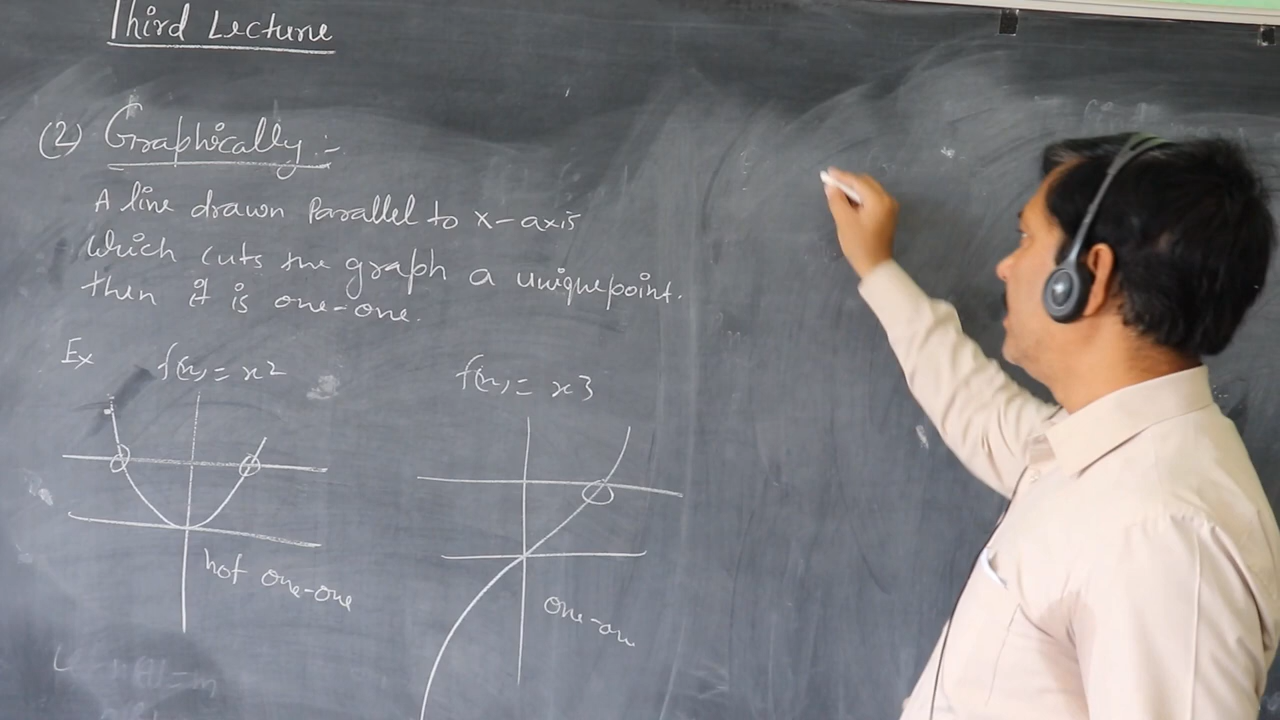 Third Lecture
(2) Graphically :-
A line drawn Parallel to x-axis
which cuts the graph a unique point.
then it is one-one.
Ex f(x) = x2 f(x) = x3
not one-one
one-on